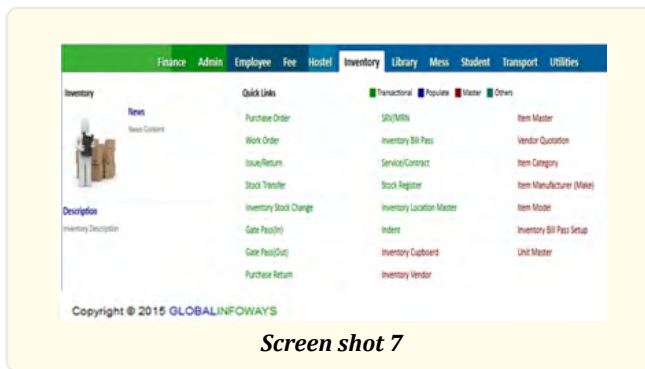 Finance Admin Employee Fee Hostel Inventory Library Mess Student Transport Utilities
Inventory
News
News Content
Description
Inventory Description
Quick Links
Transactional Populate Master Others
Purchase Order SRV/MRN Item Master
Work Order Inventory Bill Pass Vendor Quotation
Issue/Return Service/Contract Item Category
Stock Transfer Stock Register Item Manufacturer (Make)
Inventory Stock Change Inventory Location Master Item Model
Gate Pass(In) Indent Inventory Bill Pass Setup
Gate Pass(Out) Inventory Cupboard Unit Master
Purchase Return Inventory Vendor
Copyright © 2015 GLOBALINFOWAYS
Screen shot 7